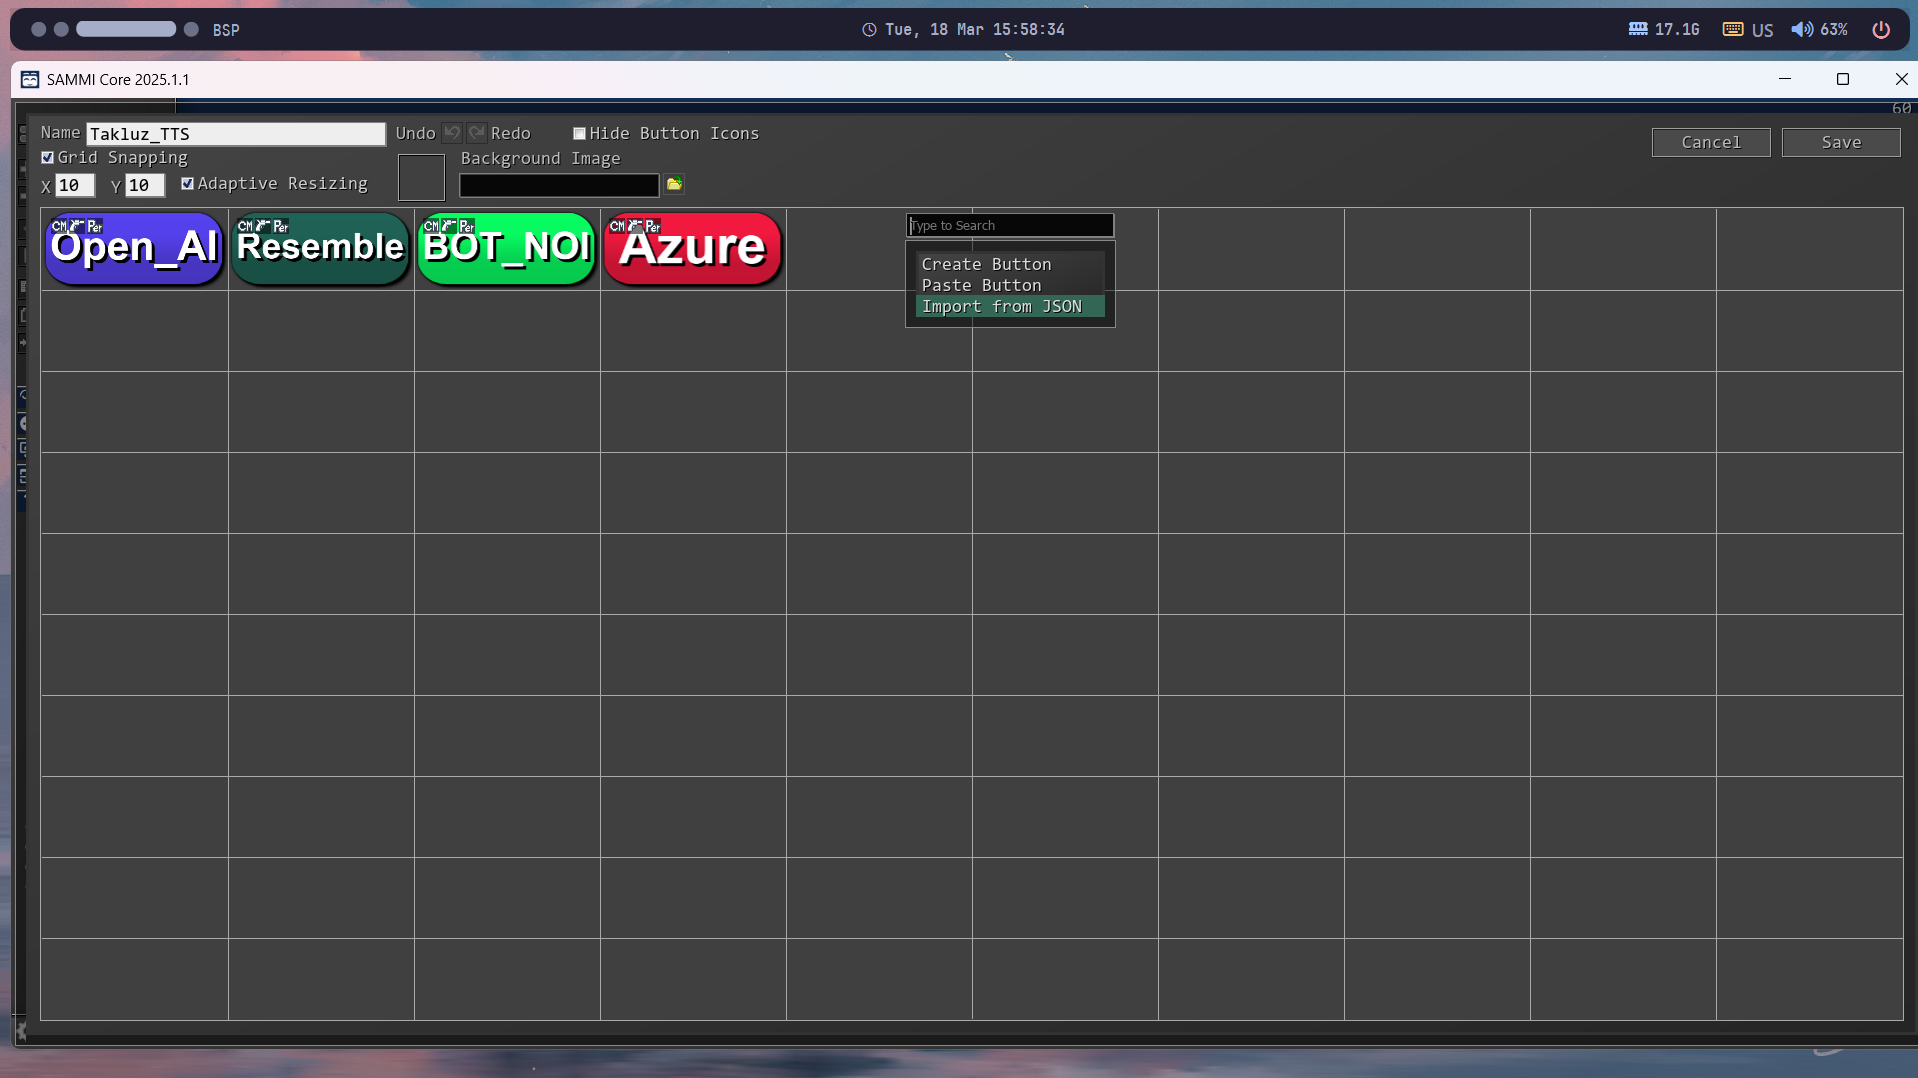 BSP
Tue, 18 Mar 15:58:34
17.1G
US
63%
SAMMI Core 2025.1.1
60
Name Takluz_TTS
Undo Redo
Hide Button Icons
Cancel
Save
Grid Snapping
Background Image
X 10 Y 10
Adaptive Resizing
CM Per
Open_AI
CM Per
Resemble
CM Per
BOT_NOI
CM Per
Azure
Type to Search
Create Button
Paste Button
Import from JSON